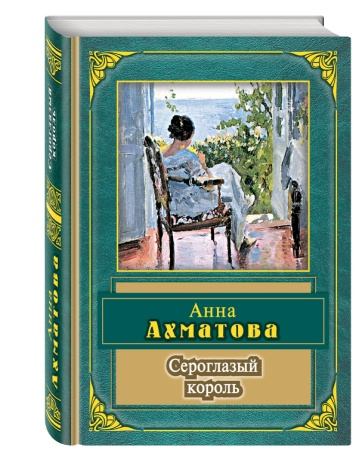 Анна
Ахматова
Сероглазый
король
Сероглазый
король
Анна
Ахматова